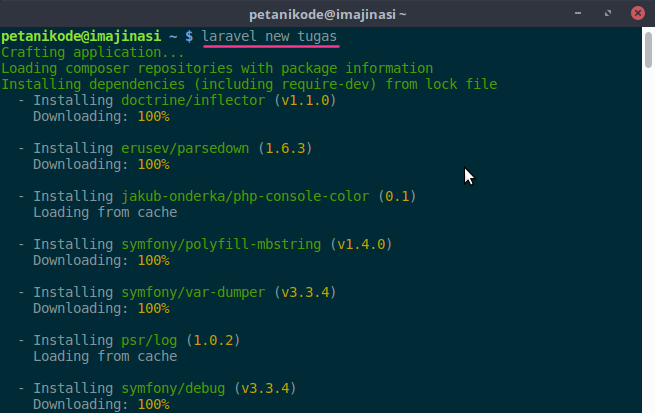 petanikode@imajinasi ~
petanikode@imajinasi ~ $ laravel new tugas
Crafting application...
Loading composer repositories with package information
Installing dependencies (including require-dev) from lock file
- Installing doctrine/inflector (v1.1.0)
Downloading: 100%
- Installing erusev/parsedown (1.6.3)
Downloading: 100%
- Installing jakub-onderka/php-console-color (0.1)
Loading from cache
- Installing symfony/polyfill-mbstring (v1.4.0)
Downloading: 100%
- Installing symfony/var-dumper (v3.3.4)
Downloading: 100%
- Installing psr/log (1.0.2)
Loading from cache
- Installing symfony/debug (v3.3.4)
Downloading: 100%